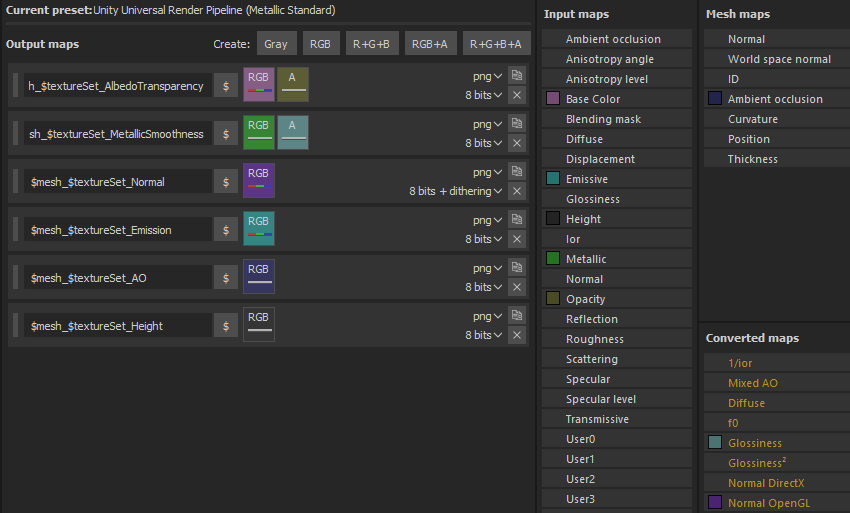 Current preset:Unity Universal Render Pipeline (Metallic Standard)
Output maps
Create: Gray RGB R+G+B RGB+A R+G+B+A
h_$textureSet_AlbedoTransparency $ RGB A png
8 bits
sh_$textureSet_MetallicSmoothness $ RGB A png
8 bits
$mesh_$textureSet_Normal $ RGB png
8 bits + dithering
$mesh_$textureSet_Emission $ RGB png
8 bits
$mesh_$textureSet_AO $ RGB png
8 bits
$mesh_$textureSet_Height $ RGB png
8 bits
Input maps
Ambient occlusion
Anisotropy angle
Anisotropy level
Base Color
Blending mask
Diffuse
Displacement
Emissive
Glossiness
Height
Ior
Metallic
Normal
Opacity
Reflection
Roughness
Scattering
Specular
Specular level
Transmissive
User0
User1
User2
User3
Mesh maps
Normal
World space normal
ID
Ambient occlusion
Curvature
Position
Thickness
Converted maps
1/ior
Mixed AO
Diffuse
f0
Glossiness
Glossiness²
Normal DirectX
Normal OpenGL